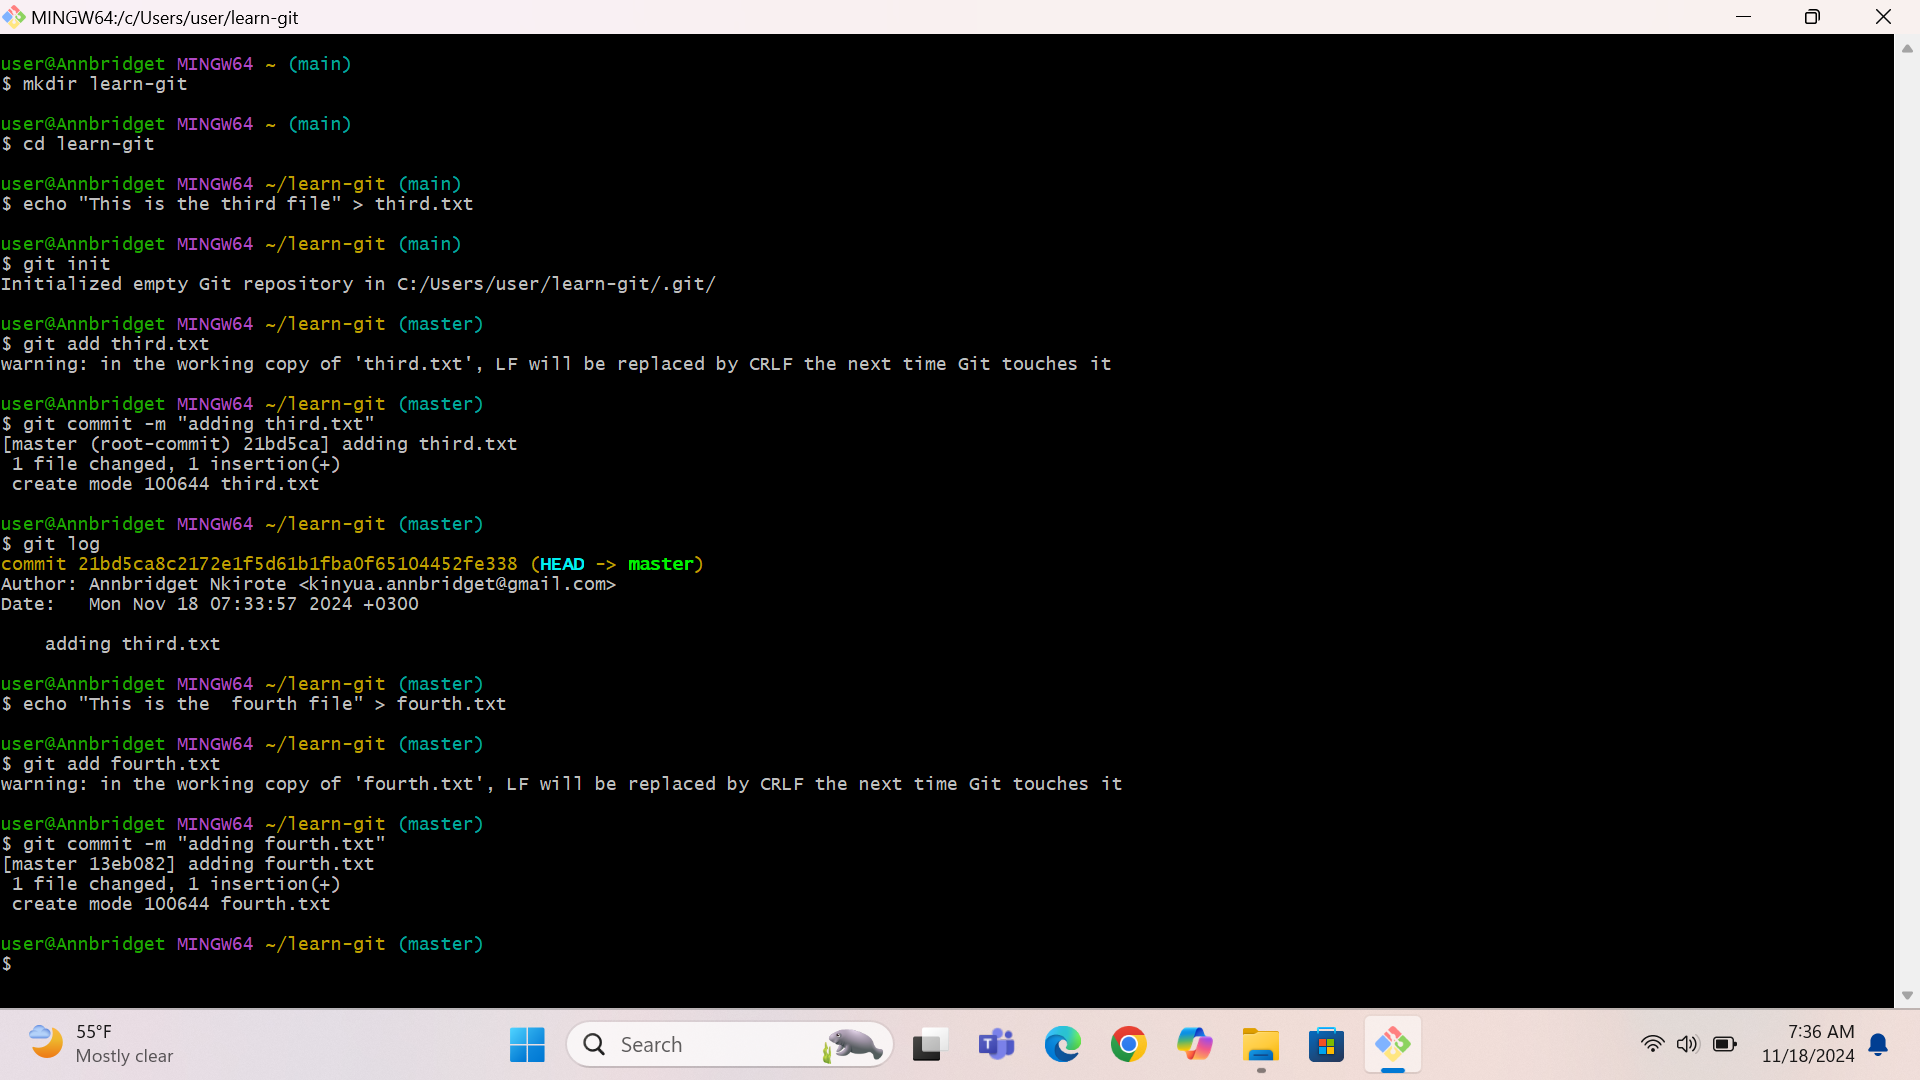 MINGW64:/c/Users/user/learn-git
user@Annbridget MINGW64 ~ (main)
$ mkdir learn-git
user@Annbridget MINGW64 ~ (main)
$ cd learn-git
user@Annbridget MINGW64 ~/learn-git (main)
$ echo "This is the third file" > third.txt
user@Annbridget MINGW64 ~/learn-git (main)
$ git init
Initialized empty Git repository in C:/Users/user/learn-git/.git/
user@Annbridget MINGW64 ~/learn-git (master)
$ git add third.txt
warning: in the working copy of 'third.txt', LF will be replaced by CRLF the next time Git touches it
user@Annbridget MINGW64 ~/learn-git (master)
$ git commit -m "adding third.txt"
[master (root-commit) 21bd5ca] adding third.txt
 1 file changed, 1 insertion(+)
 create mode 100644 third.txt
user@Annbridget MINGW64 ~/learn-git (master)
$ git log
commit 21bd5ca8c2172e1f5d61b1fba0f65104452fe338 (HEAD -> master)
Author: Annbridget Nkirote <kinyua.annbridget@gmail.com>
Date:   Mon Nov 18 07:33:57 2024 +0300
    adding third.txt
user@Annbridget MINGW64 ~/learn-git (master)
$ echo "This is the  fourth file" > fourth.txt
user@Annbridget MINGW64 ~/learn-git (master)
$ git add fourth.txt
warning: in the working copy of 'fourth.txt', LF will be replaced by CRLF the next time Git touches it
user@Annbridget MINGW64 ~/learn-git (master)
$ git commit -m "adding fourth.txt"
[master 13eb082] adding fourth.txt
 1 file changed, 1 insertion(+)
 create mode 100644 fourth.txt
user@Annbridget MINGW64 ~/learn-git (master)
$
55°F
Mostly clear
Search
7:36 AM
11/18/2024